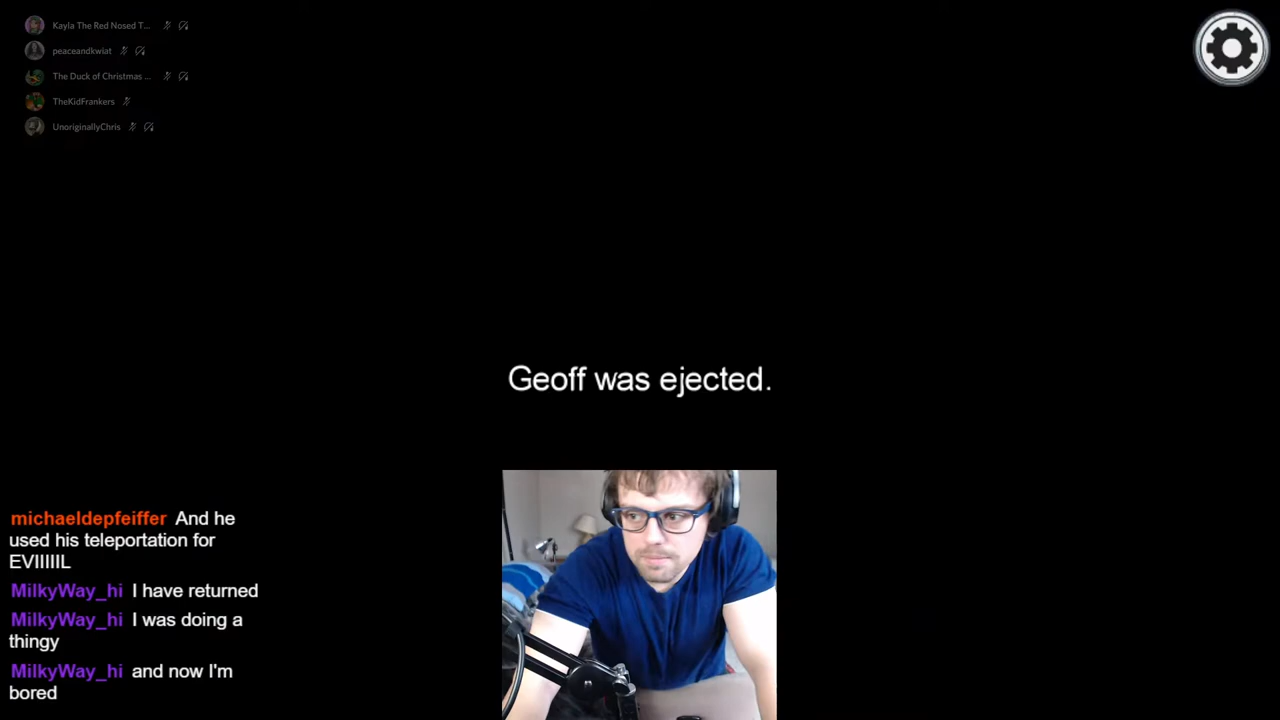 Kayla The Red Nosed T...
peaceandkwiat
The Duck of Christmas ...
TheKidFrankers
UnoriginallyChris
Geoff was ejected.
michaeldepfeiffer And he
used his teleportation for
EVIIIIIL
MilkyWay_hi I have returned
MilkyWay_hi I was doing a
thingy
MilkyWay_hi and now I'm
bored